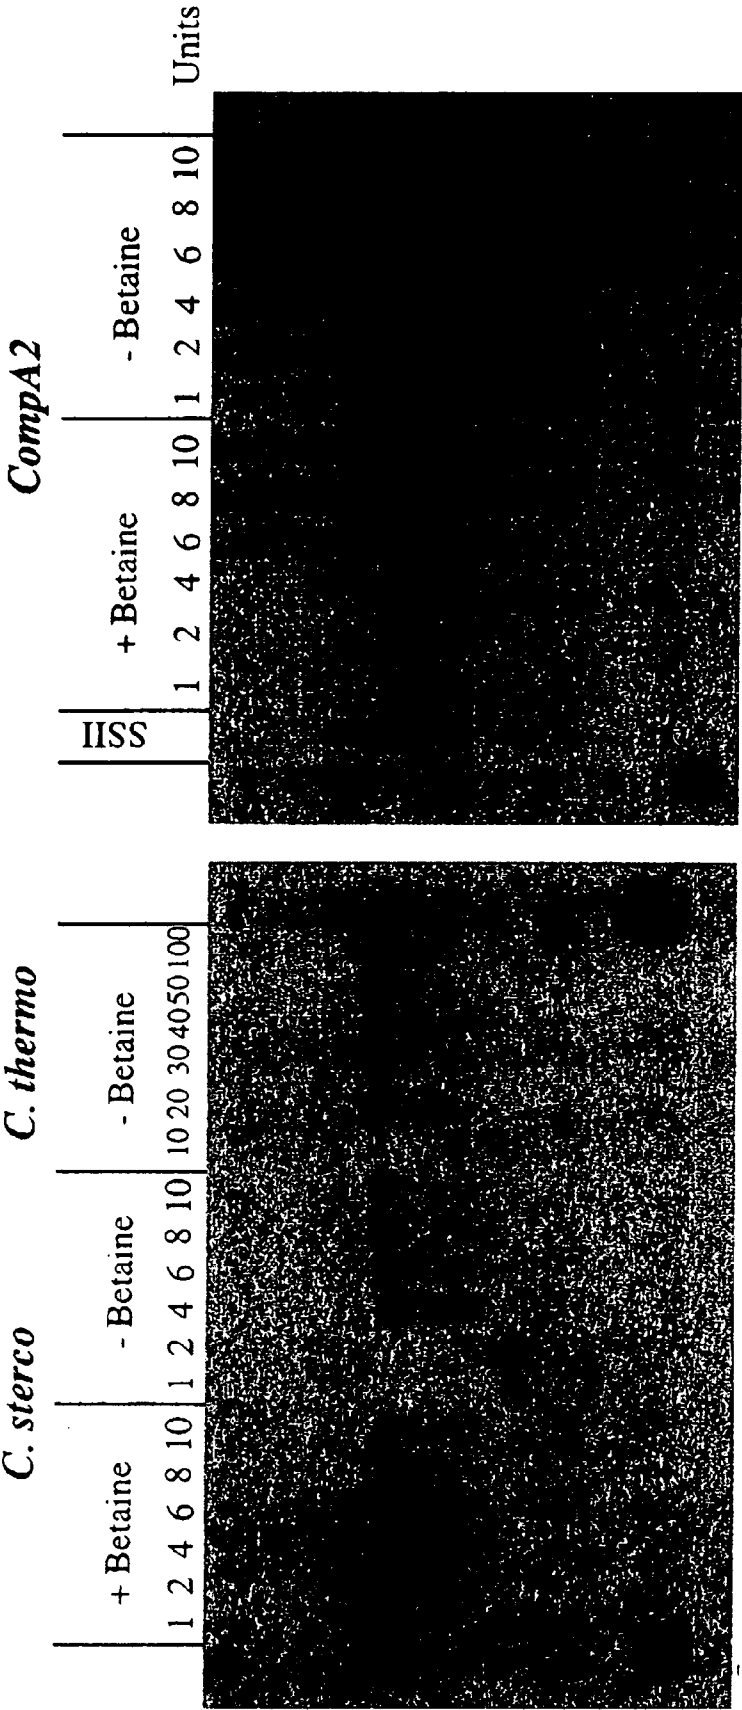 C. sterco C. thermo CompA2
+ Betaine - Betaine - Betaine SSII + Betaine - Betaine
1 2 4 6 8 10 1 2 4 6 8 10 10 20 30 40 50 100 1 2 4 6 8 10 1 2 4 6 8 10 Units